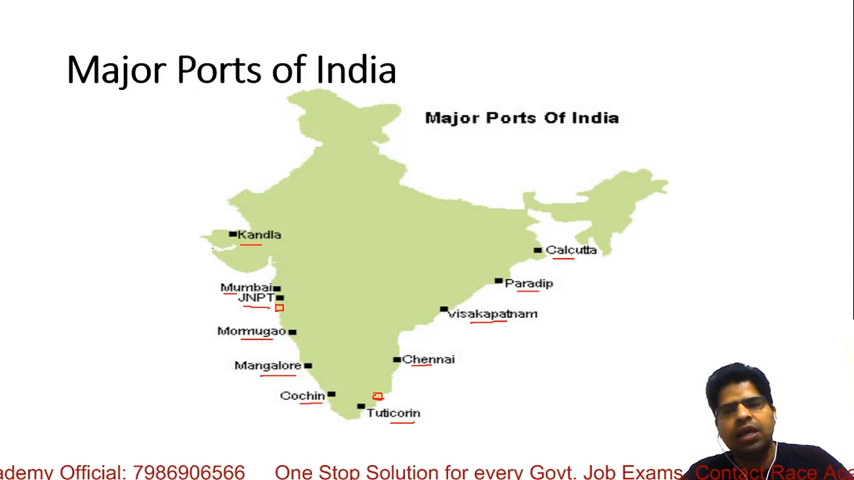 Major Ports of India
Major Ports Of India
Kandla
Calcutta
Mumbai
Paradip
JNPT
visakapatnam
Mormugao
Chennai
Mangalore
Cochin
Tuticorin
ademy Official: 7986906566 One Stop Solution for every Govt. Job Exams. Contact Race Aca